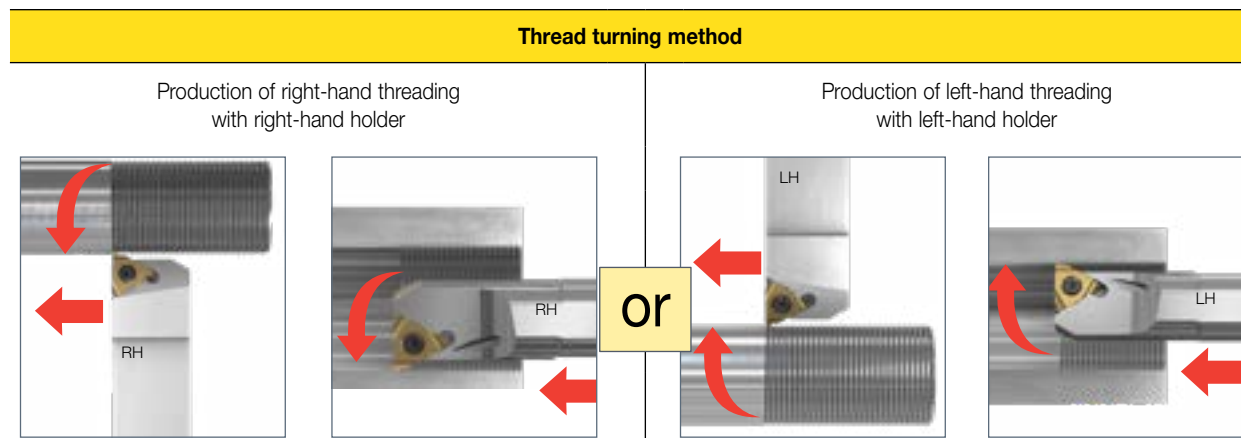 Thread turning method
Production of right-hand threading
with right-hand holder
Production of left-hand threading
with left-hand holder
RH
RH
or
LH
LH